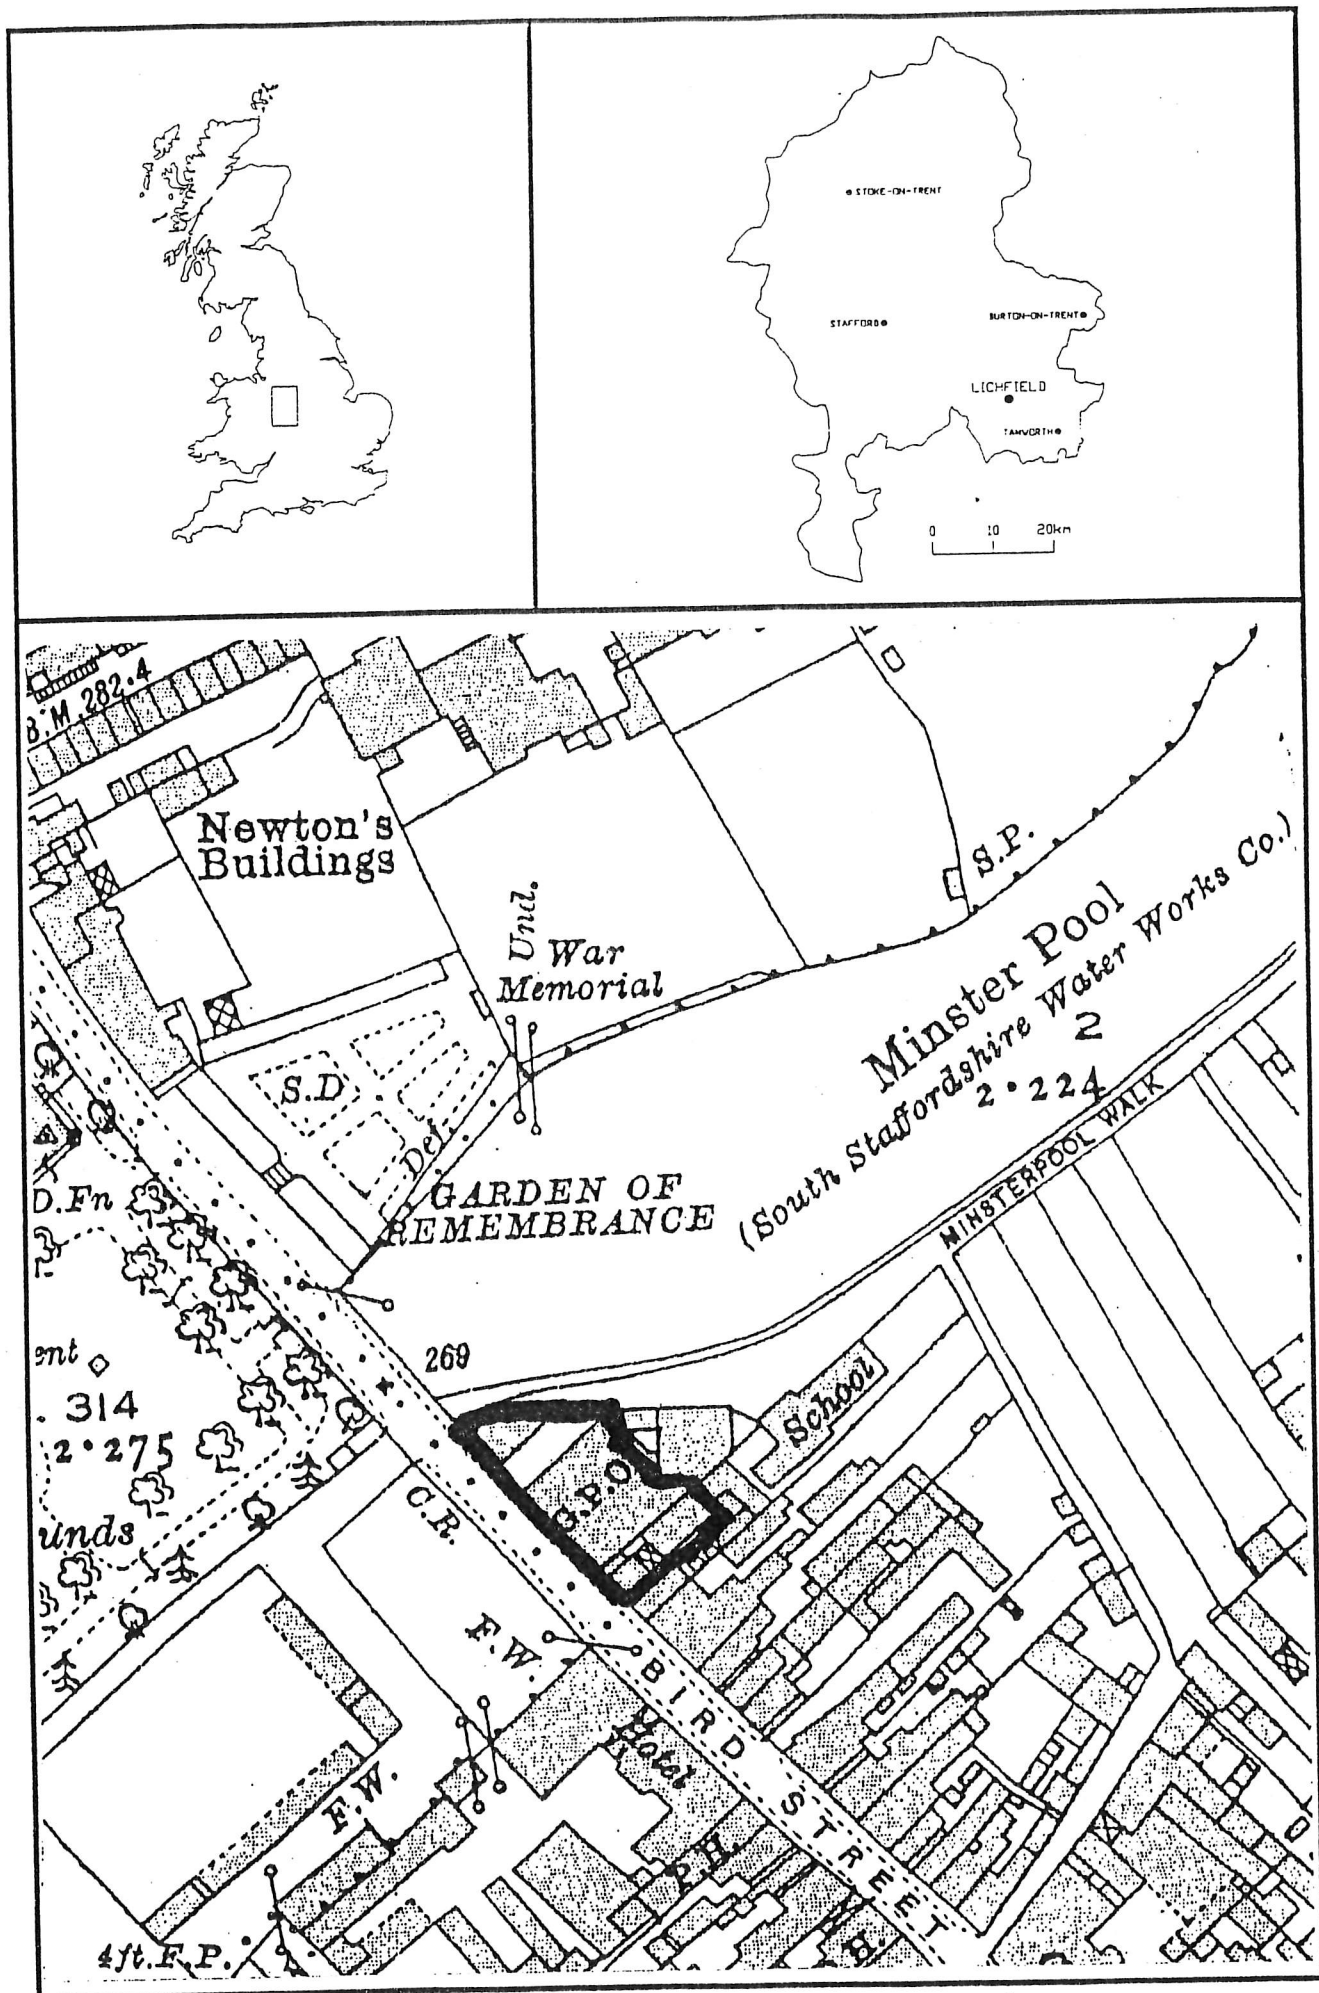 STOKE-ON-TRENT
STAFFORD
BURTON-ON-TRENT
LICHFIELD
TAMWORTH
0 10 20km
B.M. 282.4
Newton's
Buildings
Und.
War
Memorial
S.P.
Minster Pool
(South Staffordshire Water Works Co.)
2
2.224
MINSTERPOOL WALK
S.D
Def.
GARDEN OF
REMEMBRANCE
D.Fn
269
ent
314
2.275
unds
School
G.P.O
C.R.
F.W.
BIRD STREET
Hotel
F.W.
P.H.
H.
4ft.F.P.